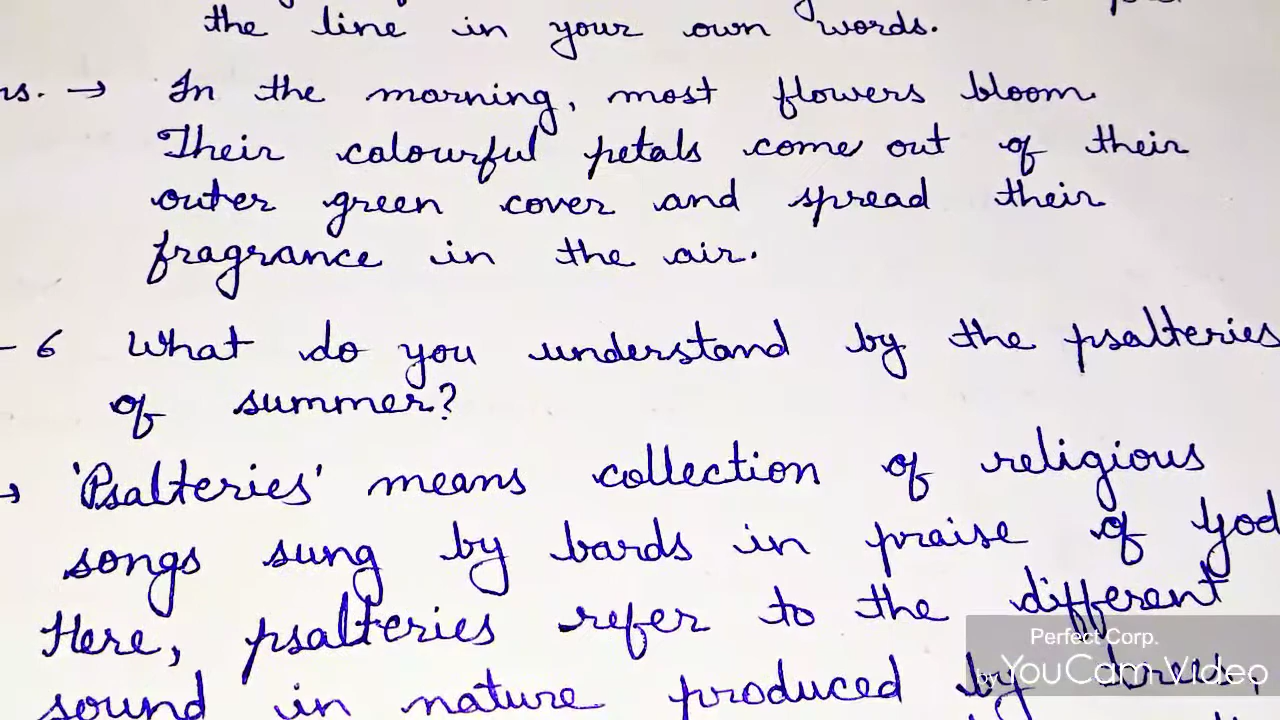 the line in your own words.
ns. → In the morning, most flowers bloom.
Their colourful petals come out of their
outer green cover and spread their
fragrance in the air.
- 6 What do you understand by the psalteries
of summer?
→ 'Psalteries' means collection of religious
songs sung by bards in praise of God
Here, psalteries refer to the different
sound in nature produced by
Perfect Corp.
by YouCam Video